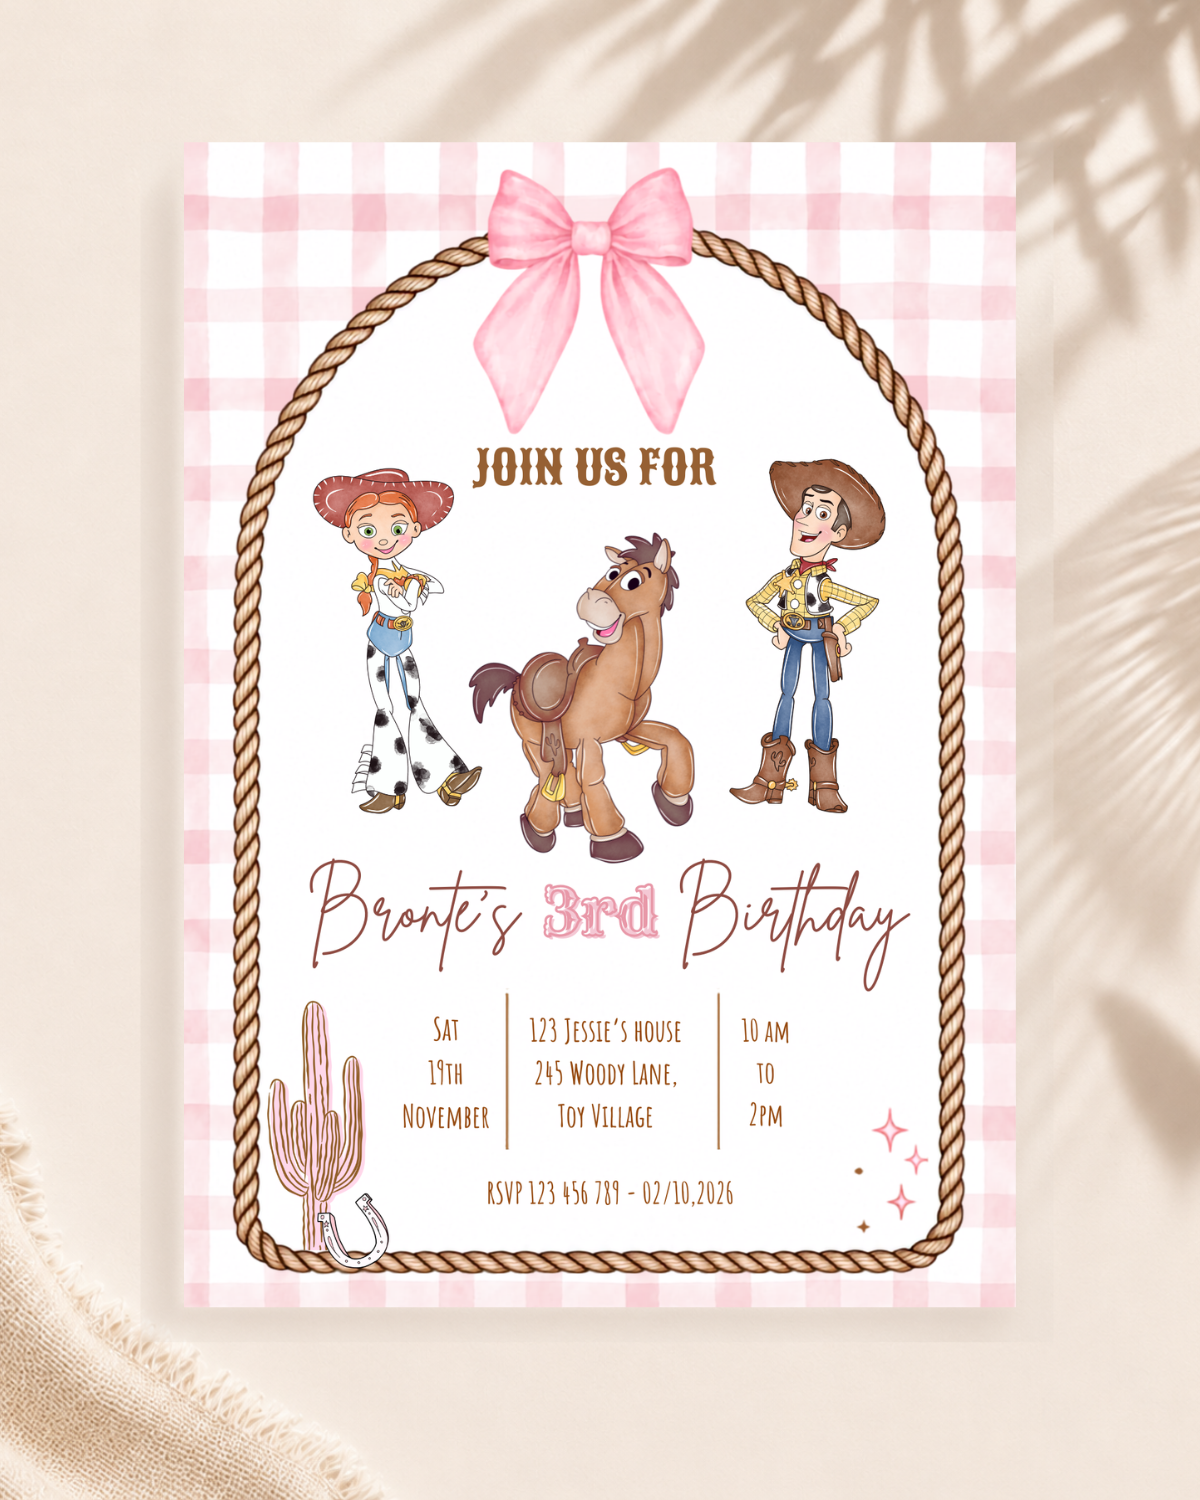 JOIN US FOR
Bronte's 3rd Birthday
SAT
19TH
NOVEMBER
123 JESSIE'S HOUSE
245 WOODY LANE,
TOY VILLAGE
10 AM
TO
2PM
RSVP 123 456 789 - 02/10,2026